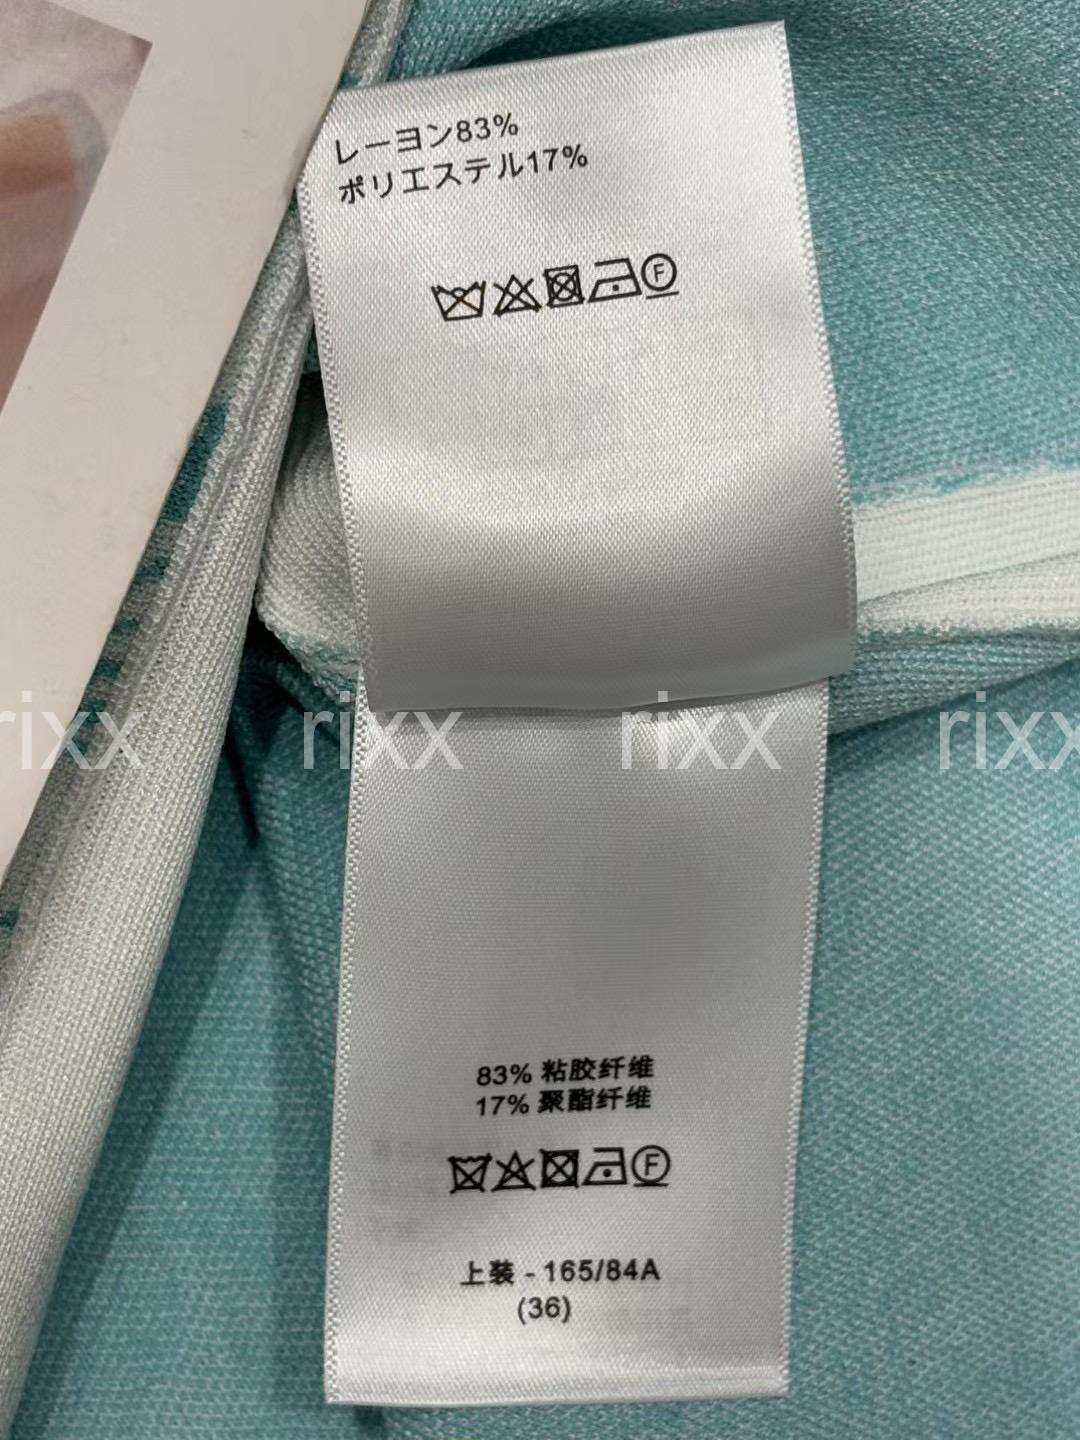 レーヨン83%
ポリエステル17%
F
rixx rixx rixx rixx
83% 粘胶纤维
17% 聚酯纤维
F
上装 - 165/84A
(36)